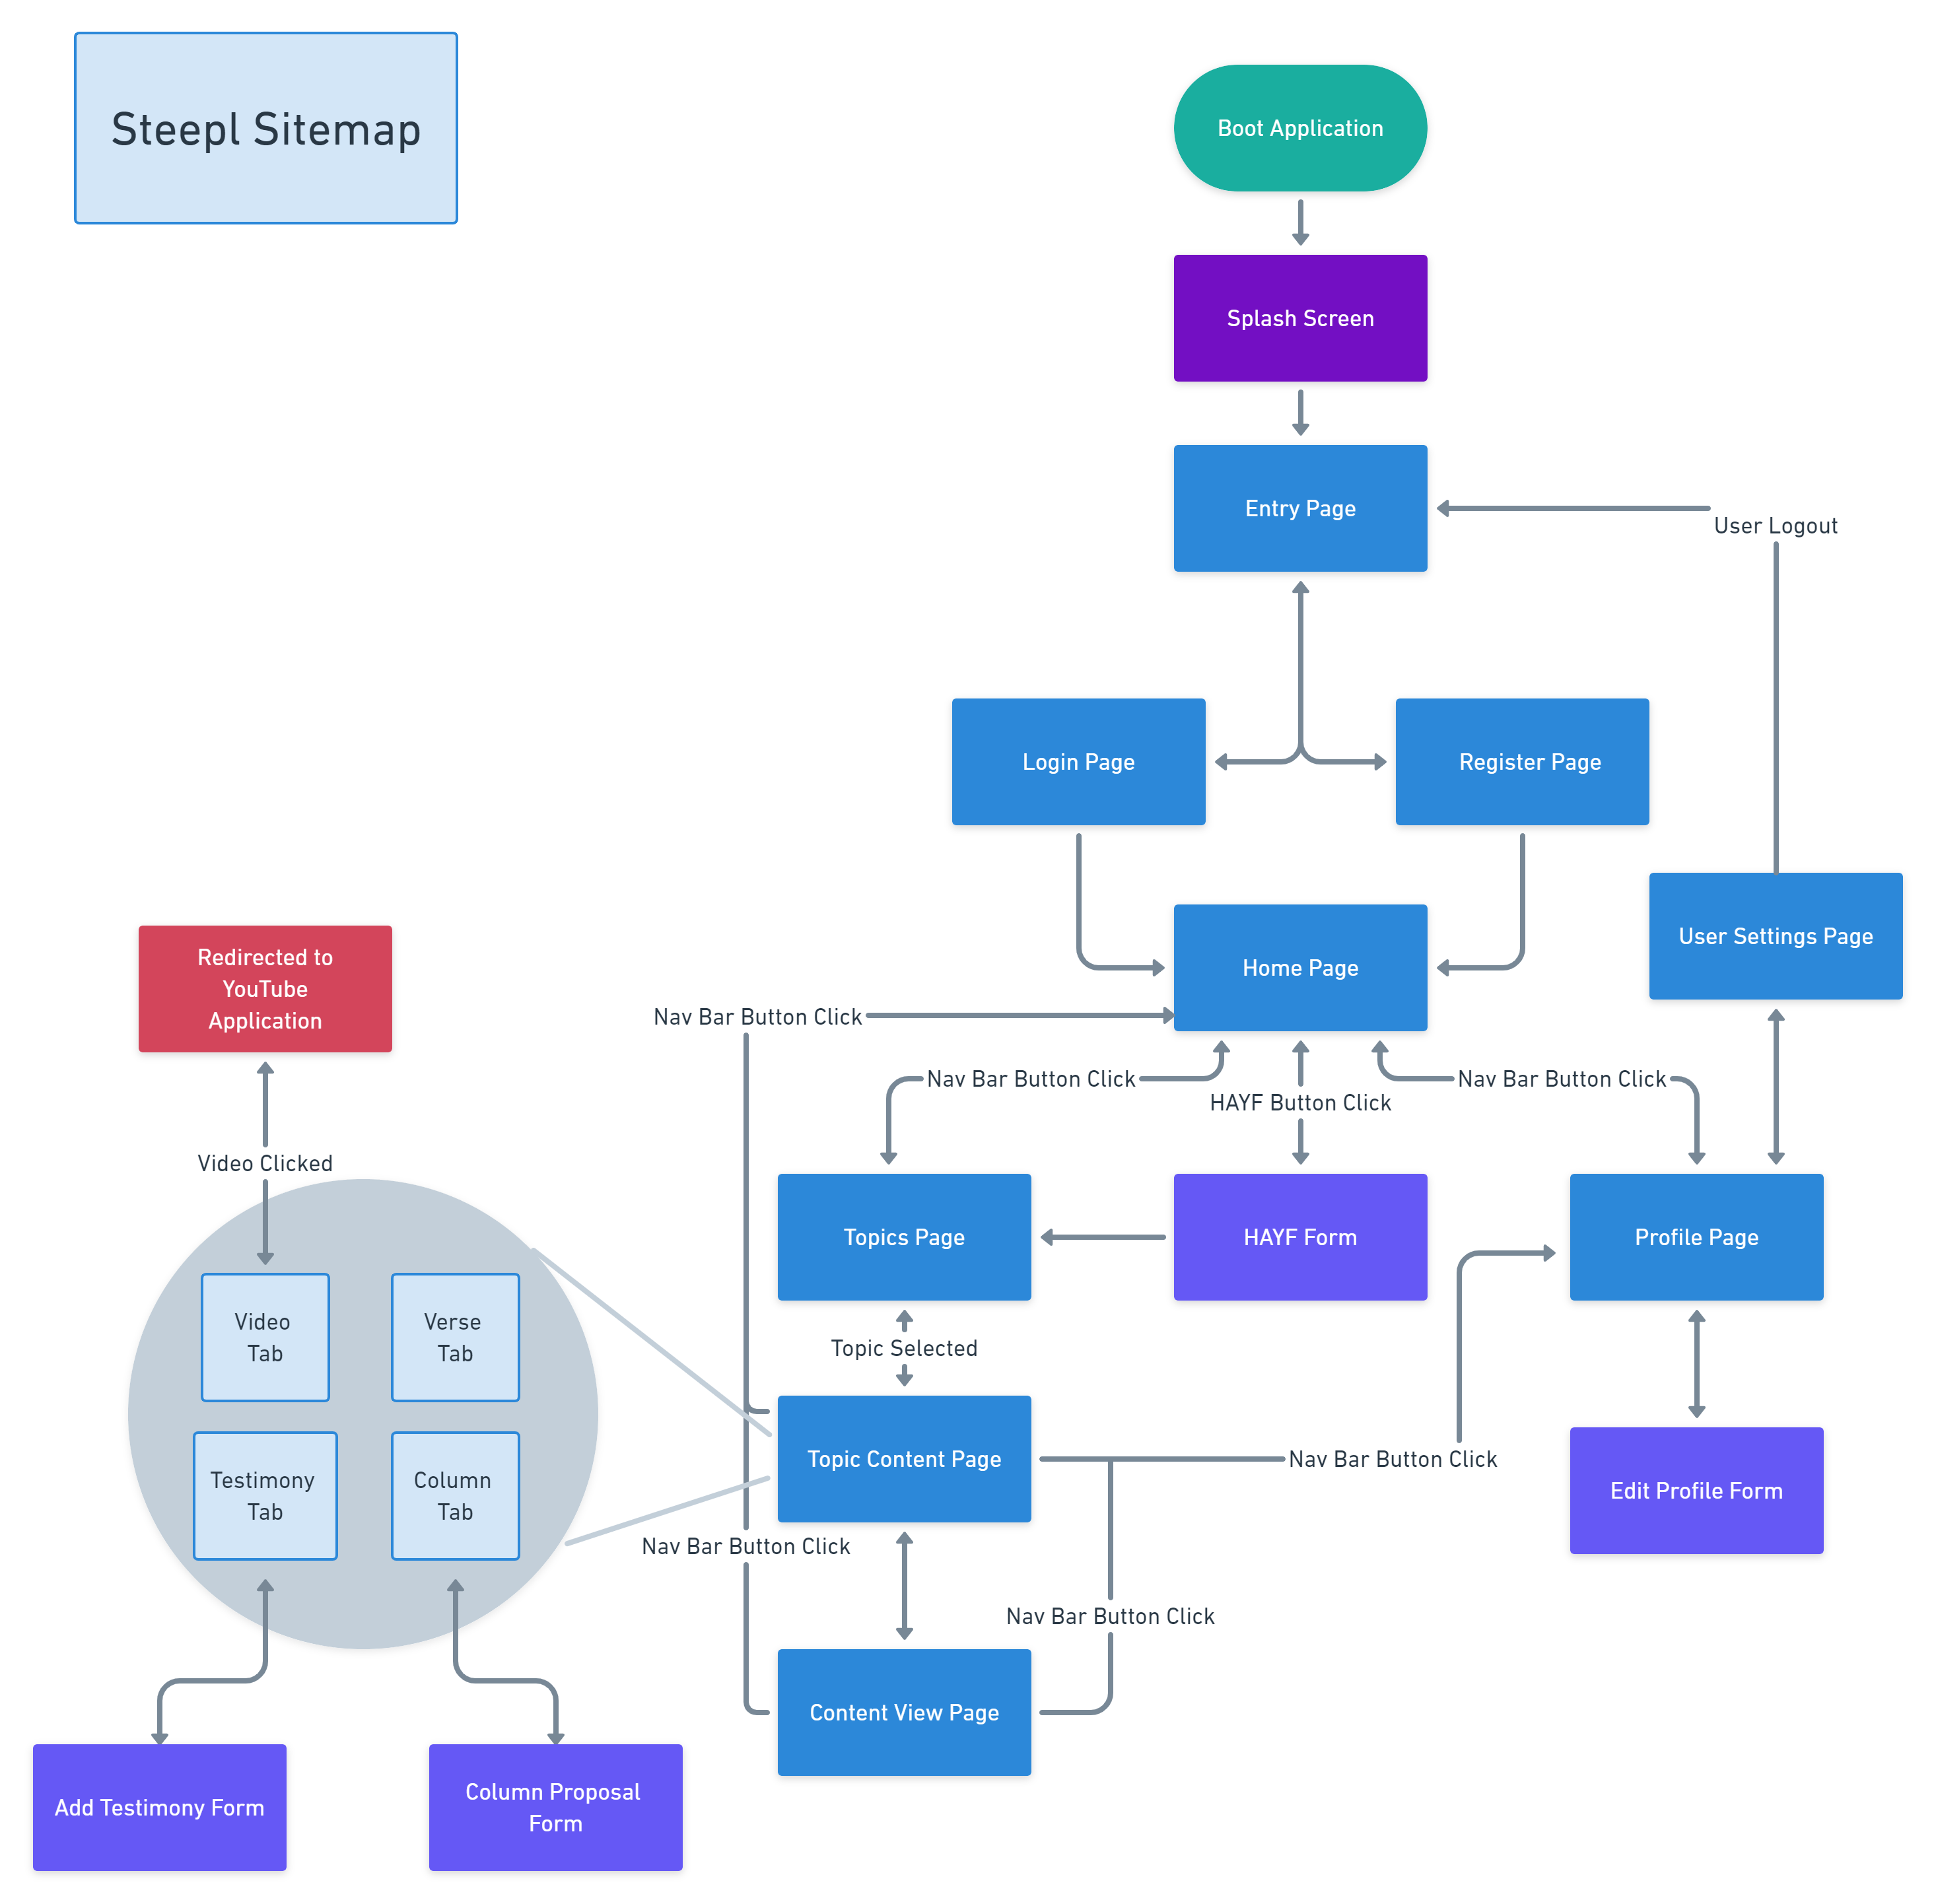 Steepl Sitemap
Boot Application
Splash Screen
Entry Page
User Logout
Login Page
Register Page
User Settings Page
Home Page
Redirected to
YouTube
Application
Nav Bar Button Click
Nav Bar Button Click
HAYF Button Click
Nav Bar Button Click
Video Clicked
Topics Page
HAYF Form
Profile Page
Video
Tab
Verse
Tab
Topic Selected
Testimony
Tab
Column
Tab
Topic Content Page
Nav Bar Button Click
Edit Profile Form
Nav Bar Button Click
Nav Bar Button Click
Content View Page
Add Testimony Form
Column Proposal
Form